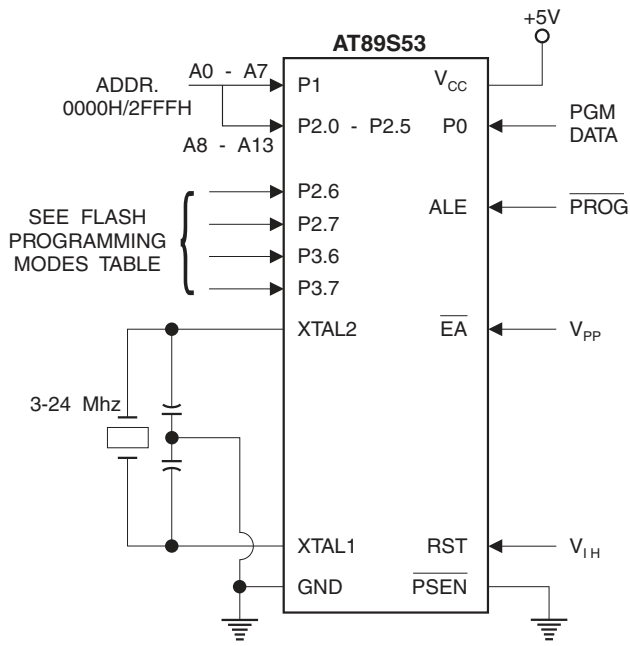 +5V
AT89S53
ADDR.
0000H/2FFFH
A0 - A7
A8 - A13
P1
P2.0 - P2.5
VCC
P0
PGM
DATA
SEE FLASH
PROGRAMMING
MODES TABLE
P2.6
P2.7
P3.6
P3.7
ALE
PROG
XTAL2
EA
VPP
3-24 Mhz
XTAL1
RST
VIH
GND
PSEN